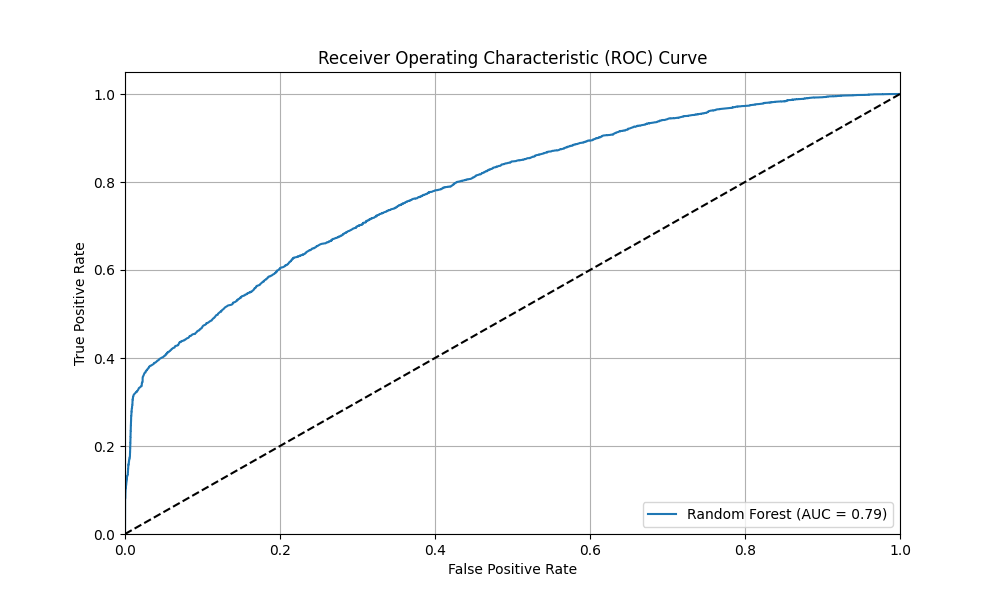 Receiver Operating Characteristic (ROC) Curve
True Positive Rate
1.0
0.8
0.6
0.4
0.2
0.0
Random Forest (AUC = 0.79)
0.0 0.2 0.4 0.6 0.8 1.0
False Positive Rate